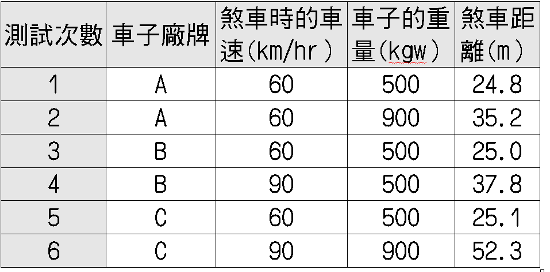 測試次數 車子廠牌 煞車時的車速(km/hr) 車子的重量(kgw) 煞車距離(m)
1 A 60 500 24.8
2 A 60 900 35.2
3 B 60 500 25.0
4 B 90 500 37.8
5 C 60 500 25.1
6 C 90 900 52.3